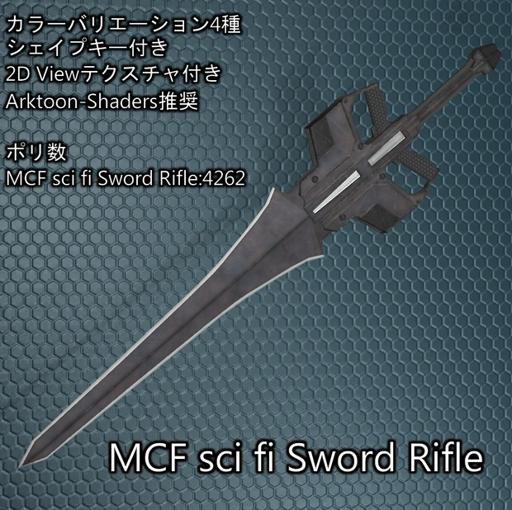 カラーバリエーション4種
シェイプキー付き
2D Viewテクスチャ付き
Arktoon-Shaders推奨
ポリ数
MCF sci fi Sword Rifle:4262
MCF sci fi Sword Rifle